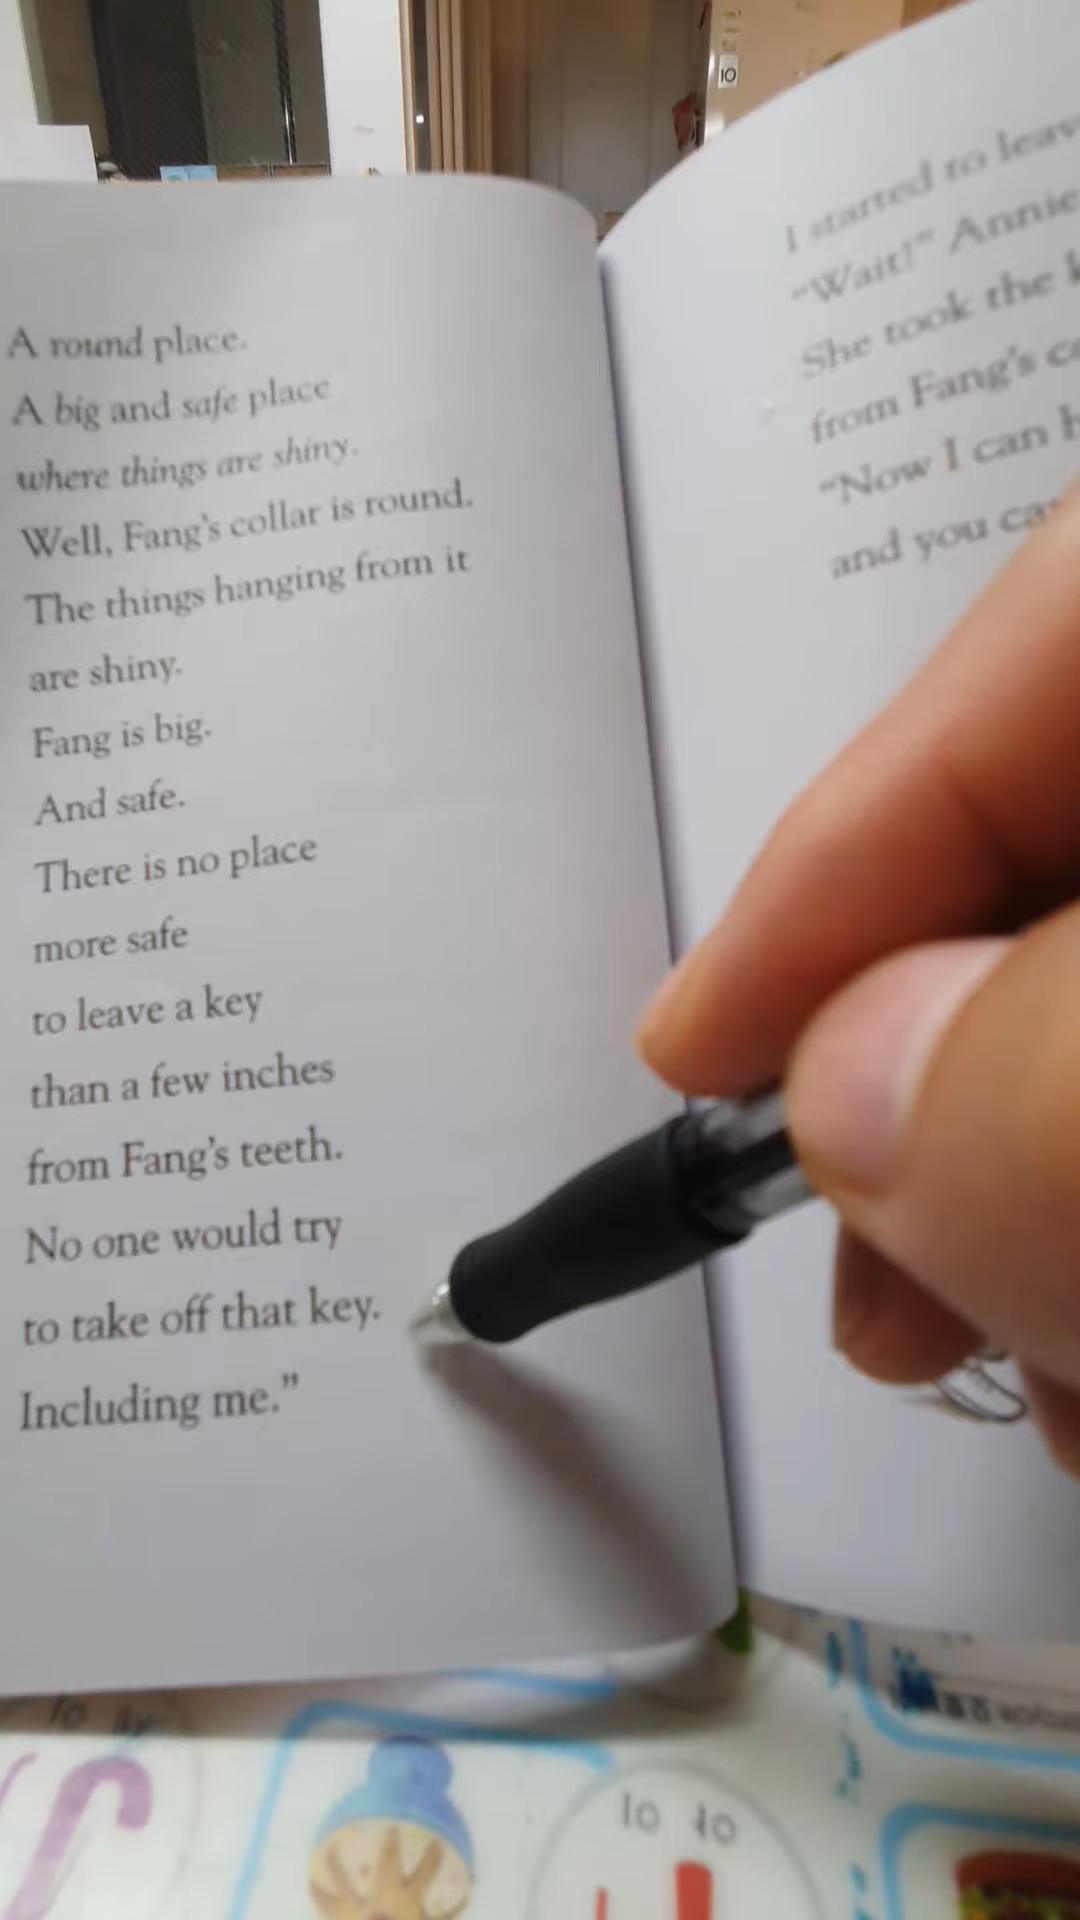 A round place.
A big and safe place
where things are shiny.
Well, Fang's collar is round.
The things hanging from it
are shiny.
Fang is big.
And safe.
There is no place
more safe
to leave a key
than a few inches
from Fang's teeth.
No one would try
to take off that key.
Including me.”
I started to
“Wait!” Annie
She took the
from Fang's
“Now I can
and you
10
lo to